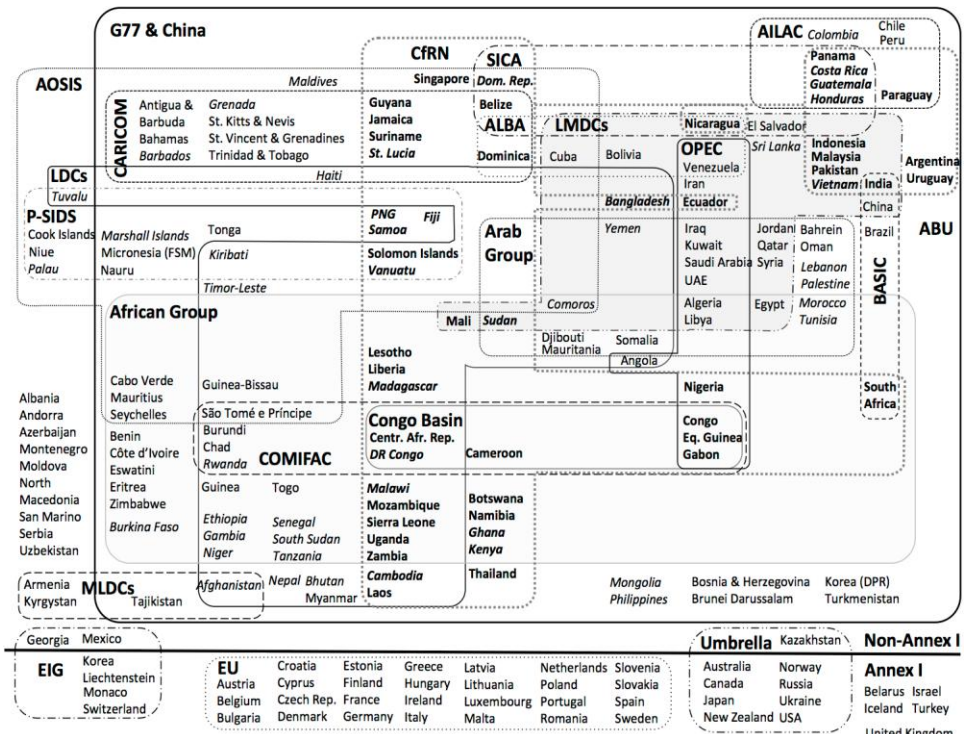 G77 & China
AILAC Colombia Chile
Peru
CfRN SICA
AOSIS Maldives Singapore Dom. Rep. Panama
Costa Rica
Guatemala
Honduras Paraguay
CARICOM
Antigua & Grenada Guyana Belize
Barbuda St. Kitts & Nevis Jamaica
Bahamas St. Vincent & Grenadines Suriname
Barbados Trinidad & Tobago St. Lucia Dominica
Haiti
ALBA LMDCs Nicaragua El Salvador
OPEC Sri Lanka
Cuba Bolivia Venezuela
Iran
Bangladesh Ecuador
Indonesia
Malaysia Argentina
Pakistan Uruguay
Vietnam India
China
LDCs
Tuvalu
P-SIDS PNG Fiji
Cook Islands Marshall Islands Tonga Samoa
Niue Micronesia (FSM) Kiribati Solomon Islands
Palau Nauru Vanuatu
Timor-Leste
Arab
Group
Yemen Iraq Jordan Bahrain Brazil ABU
Kuwait Qatar Oman
Saudi Arabia Syria Lebanon
UAE Palestine BASIC
Comoros Algeria Egypt Morocco
Libya Tunisia
African Group Mali Sudan
Djibouti Somalia
Mauritania Angola
Lesotho
Liberia
Madagascar
Nigeria South
Africa
Albania
Andorra
Azerbaijan
Montenegro
Moldova
North
Macedonia
San Marino
Serbia
Uzbekistan
Cabo Verde Guinea-Bissau
Mauritius
Seychelles São Tomé e Príncipe
Benin Burundi
Côte d'Ivoire Chad
Eswatini Rwanda COMIFAC
Eritrea Guinea Togo
Zimbabwe
Burkina Faso
Congo Basin Congo
Centr. Afr. Rep. Eq. Guinea
DR Congo Cameroon Gabon
Ethiopia Senegal
Gambia South Sudan
Niger Tanzania
Malawi Botswana
Mozambique Namibia
Sierra Leone Ghana
Uganda Kenya
Zambia
Cambodia Thailand
Laos
Armenia MLDCs Afghanistan Nepal Bhutan
Kyrgystan Tajikistan Myanmar
Mongolia Bosnia & Herzegovina Korea (DPR)
Philippines Brunei Darussalam Turkmenistan
Georgia Mexico Umbrella Kazakhstan Non-Annex I
EIG Korea
Liechtenstein
Monaco
Switzerland
EU Croatia Estonia Greece Latvia Netherlands Slovenia
Austria Cyprus Finland Hungary Lithuania Poland Slovakia
Belgium Czech Rep. France Ireland Luxembourg Portugal Spain
Bulgaria Denmark Germany Italy Malta Romania Sweden
Australia Norway
Canada Russia
Japan Ukraine
New Zealand USA
Annex I
Belarus Israel
Iceland Turkey
United Kingdom